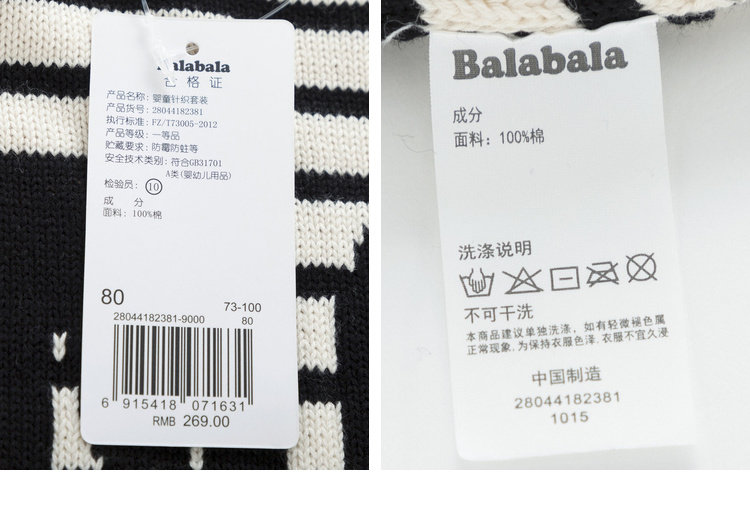 Balabala
合格证
产品名称: 婴童针织套装
产品货号: 28044182381
执行标准: FZ/T73005-2012
产品等级: 一等品
贮藏要求: 防霉防蛀等
安全技术类别: 符合GB31701
A类(婴幼儿用品)
检验员: 10
成 分
面料: 100%棉
80
73-100
28044182381-9000 80
6 915418 071631
RMB 269.00
Balabala
成分
面料: 100%棉
洗涤说明
不可干洗
本商品建议单独洗涤, 如有轻微褪色属
正常现象, 为保持衣服色泽, 衣服不宜久浸
中国制造
28044182381
1015